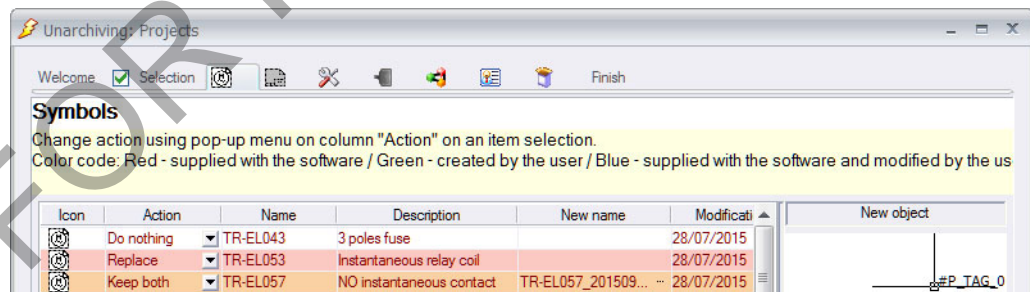 Unarchiving: Projects
Welcome Selection Finish
Symbols
Change action using pop-up menu on column "Action" on an item selection.
Color code: Red - supplied with the software / Green - created by the user / Blue - supplied with the software and modified by the us
Icon Action Name Description New name Modificati New object
Do nothing TR-EL043 3 poles fuse 28/07/2015
Replace TR-EL053 Instantaneous relay coil 28/07/2015
Keep both TR-EL057 NO instantaneous contact TR-EL057_201509... 28/07/2015 #P_TAG_0
FOR